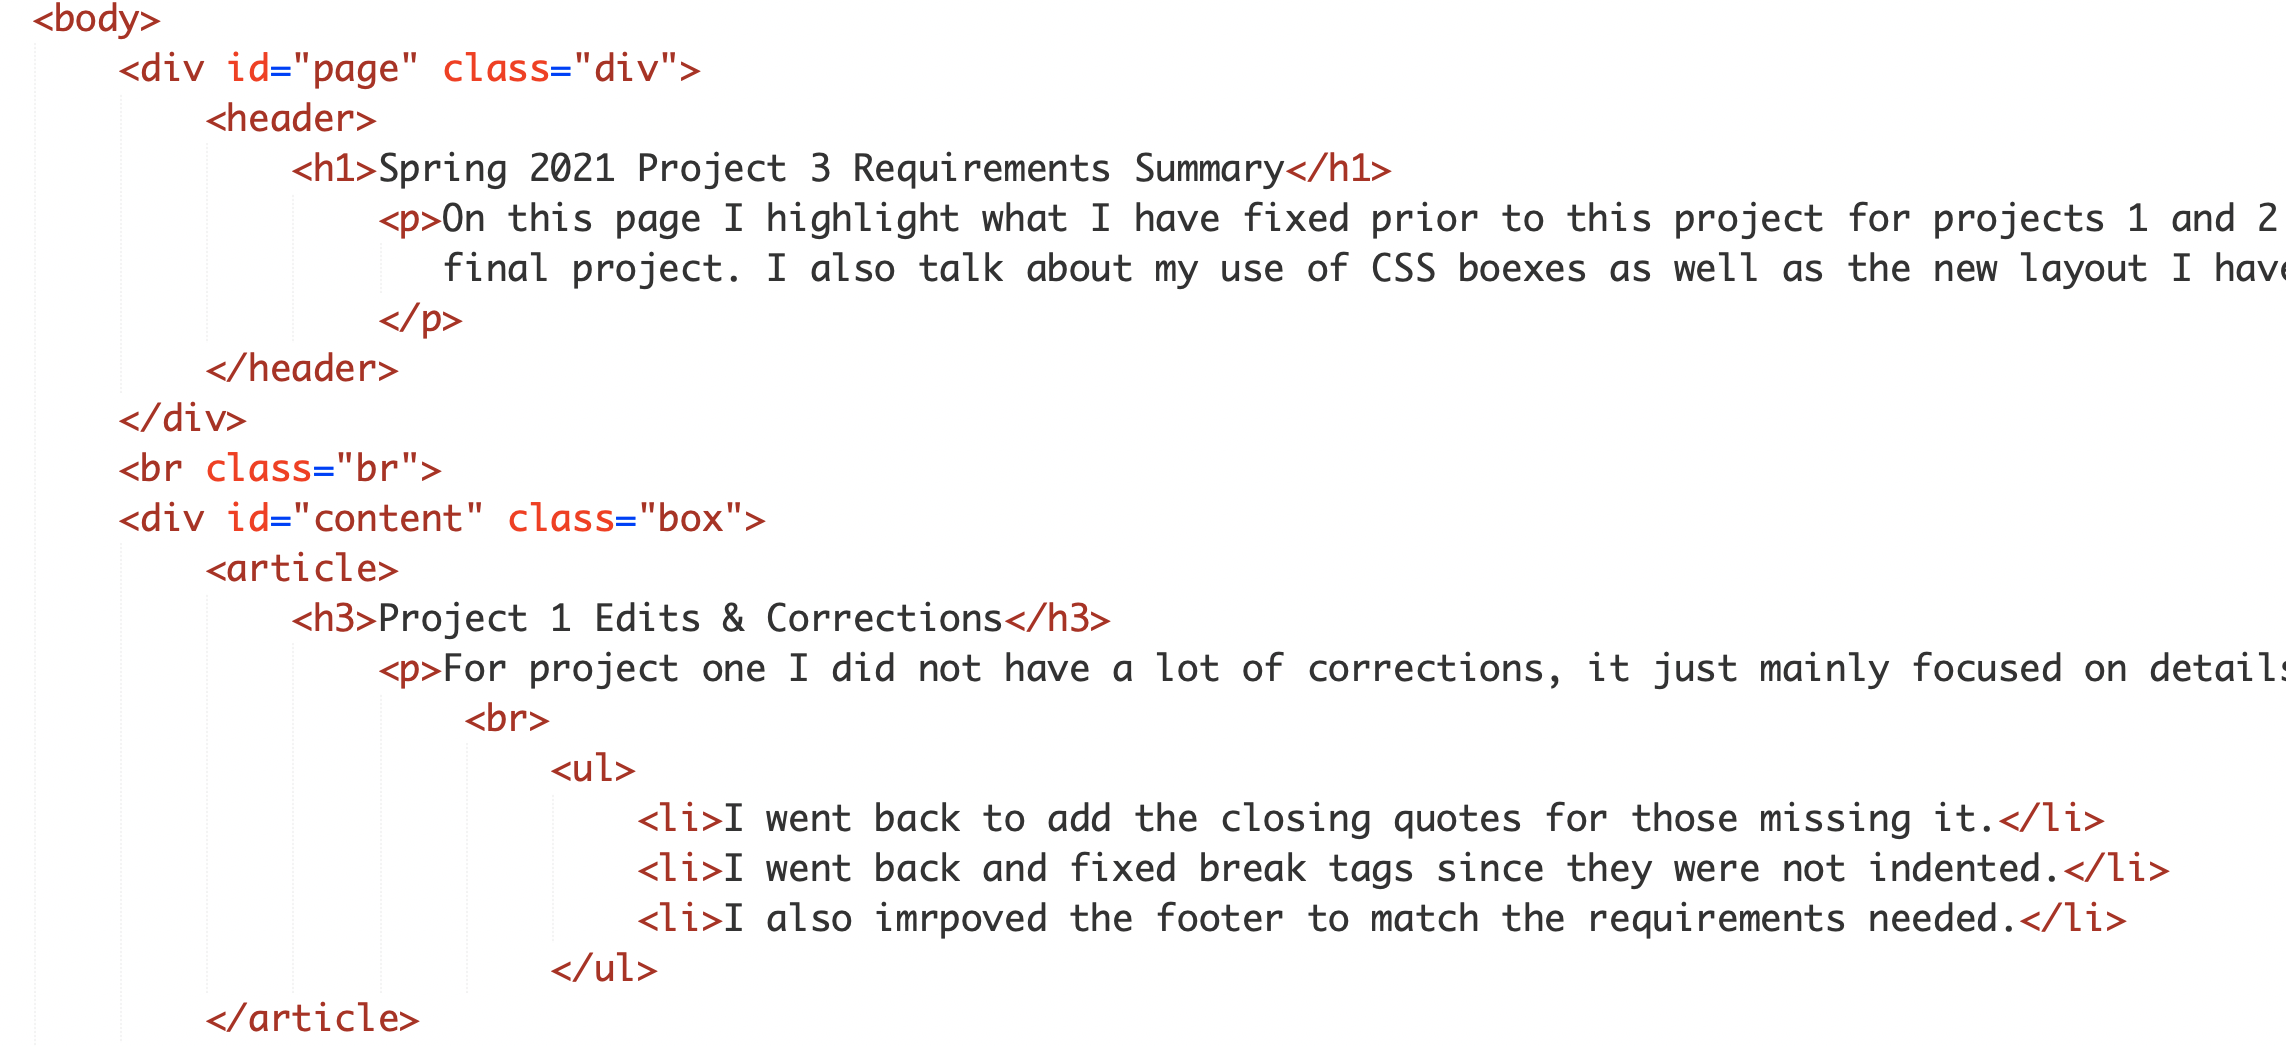 <body>
<div id="page" class="div">
<header>
<h1>Spring 2021 Project 3 Requirements Summary</h1>
<p>On this page I highlight what I have fixed prior to this project for projects 1 and 2
final project. I also talk about my use of CSS boexes as well as the new layout I have
</p>
</header>
</div>
<br class="br">
<div id="content" class="box">
<article>
<h3>Project 1 Edits & Corrections</h3>
<p>For project one I did not have a lot of corrections, it just mainly focused on details
<br>
<ul>
<li>I went back to add the closing quotes for those missing it.</li>
<li>I went back and fixed break tags since they were not indented.</li>
<li>I also imrpoved the footer to match the requirements needed.</li>
</ul>
</article>